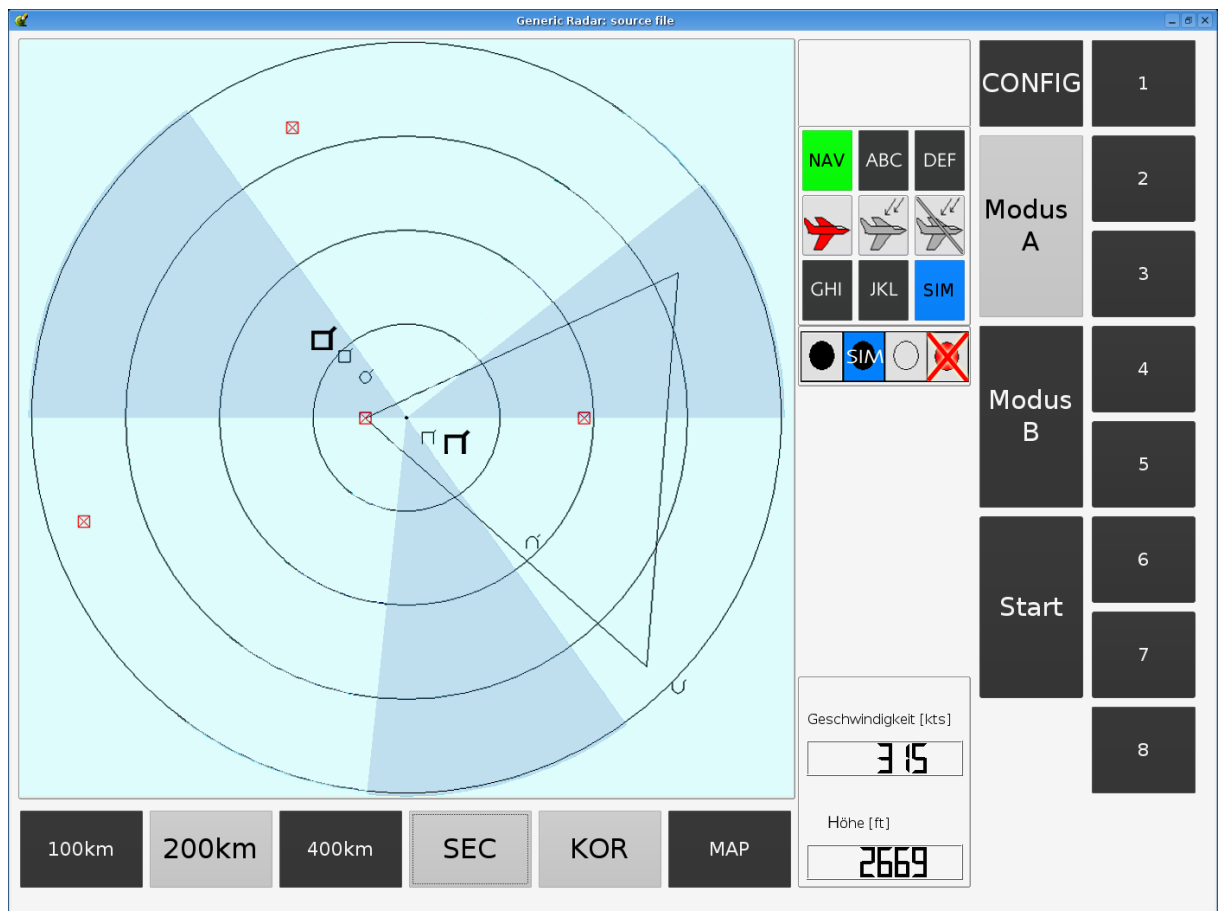 Generic Radar: source file
NAV ABC DEF
GHI JKL SIM
SIM
Geschwindigkeit [kts]
315
Höhe [ft]
2669
CONFIG
Modus
A
Modus
B
Start
1
2
3
4
5
6
7
8
100km 200km 400km SEC KOR MAP